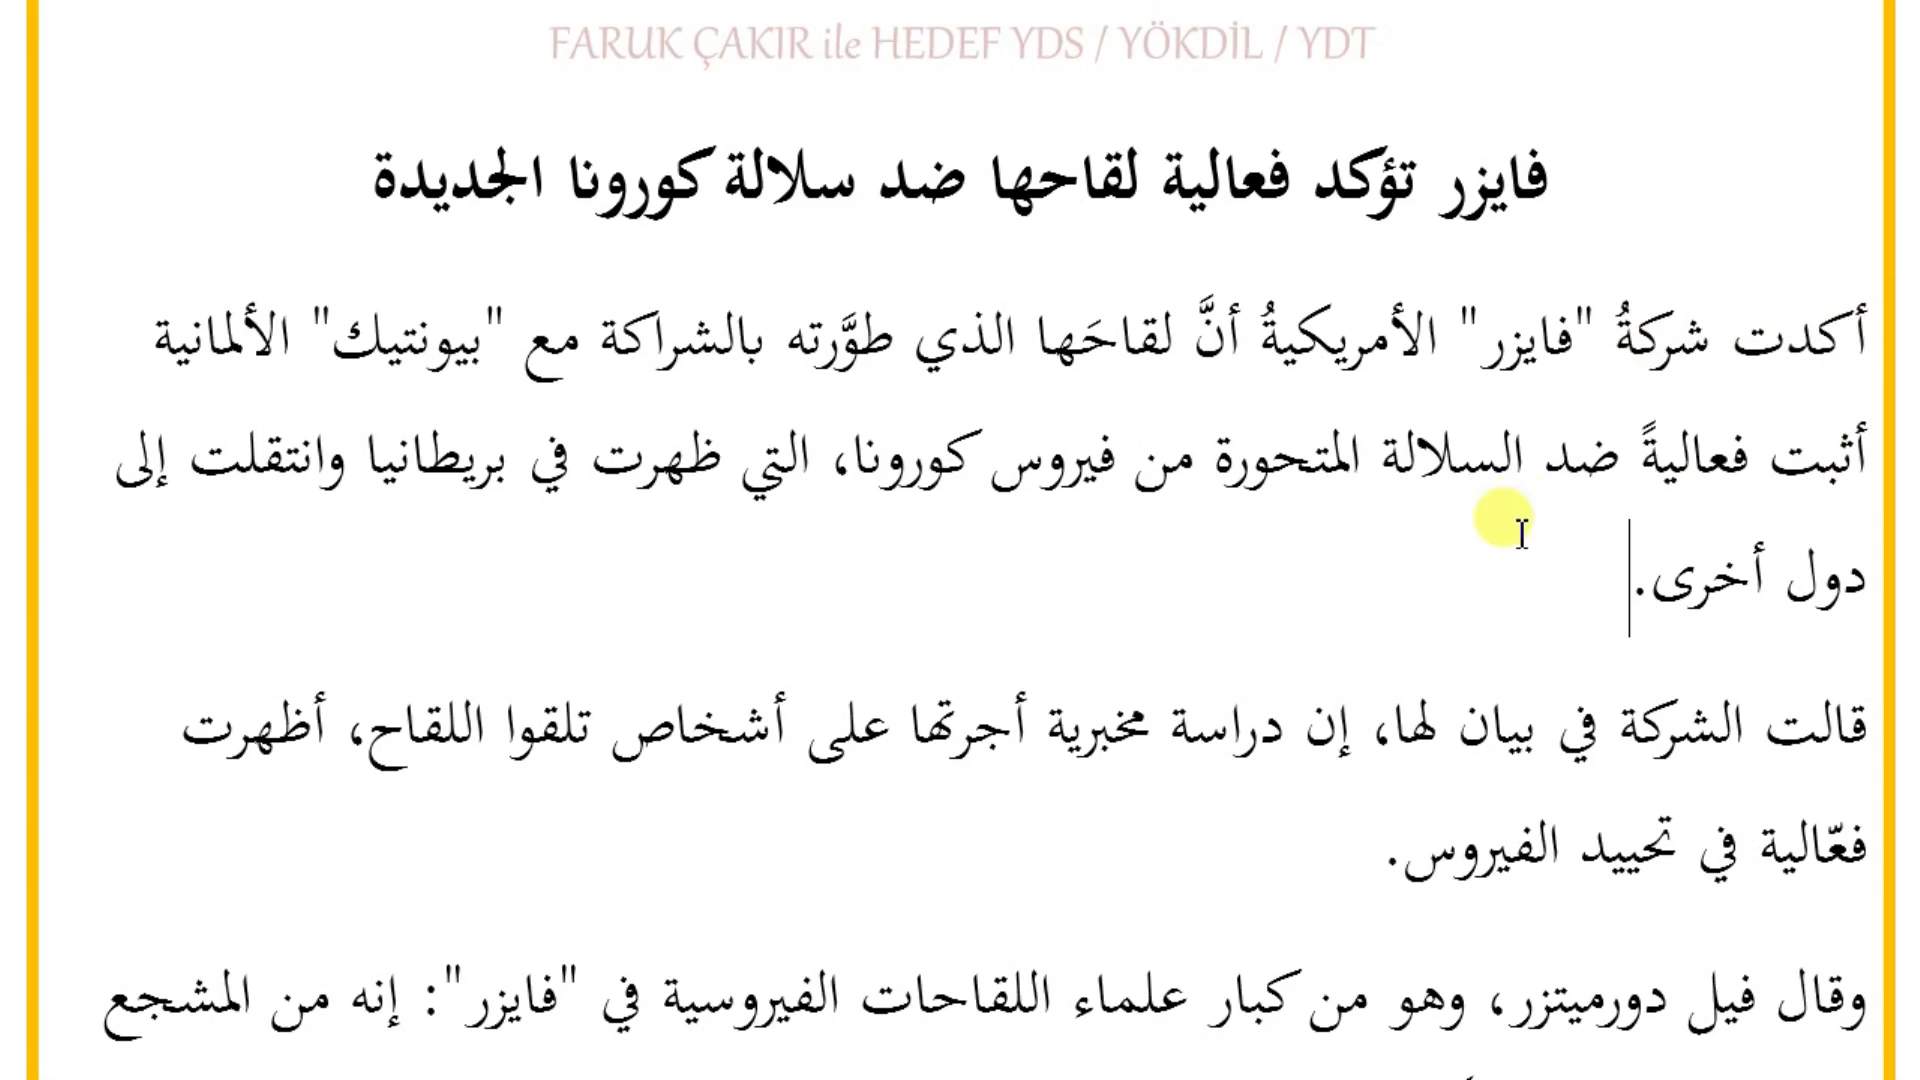 FARUK ÇAKIR ile HEDEF YDS / YÖKDİL / YDT
فايزر تؤكد فعالية لقاحها ضد سلالة كورونا الجديدة
أكدت شركةُ "فايزر" الأمريكيةُ أنَّ لقاحَها الذي طوَّرته بالشراكة مع "بيونتيك" الألمانية
أثبت فعاليةً ضد السلالة المتحورة من فيروس كورونا، التي ظهرت في بريطانيا وانتقلت إلى
دول أخرى.
قالت الشركة في بيان لها، إن دراسة مخبرية أجرتها على أشخاص تلقوا اللقاح، أظهرت
فعّالية في تحييد الفيروس.
وقال فيل دورميتزر، وهو من كبار علماء اللقاحات الفيروسية في "فايزر": إنه من المشجع